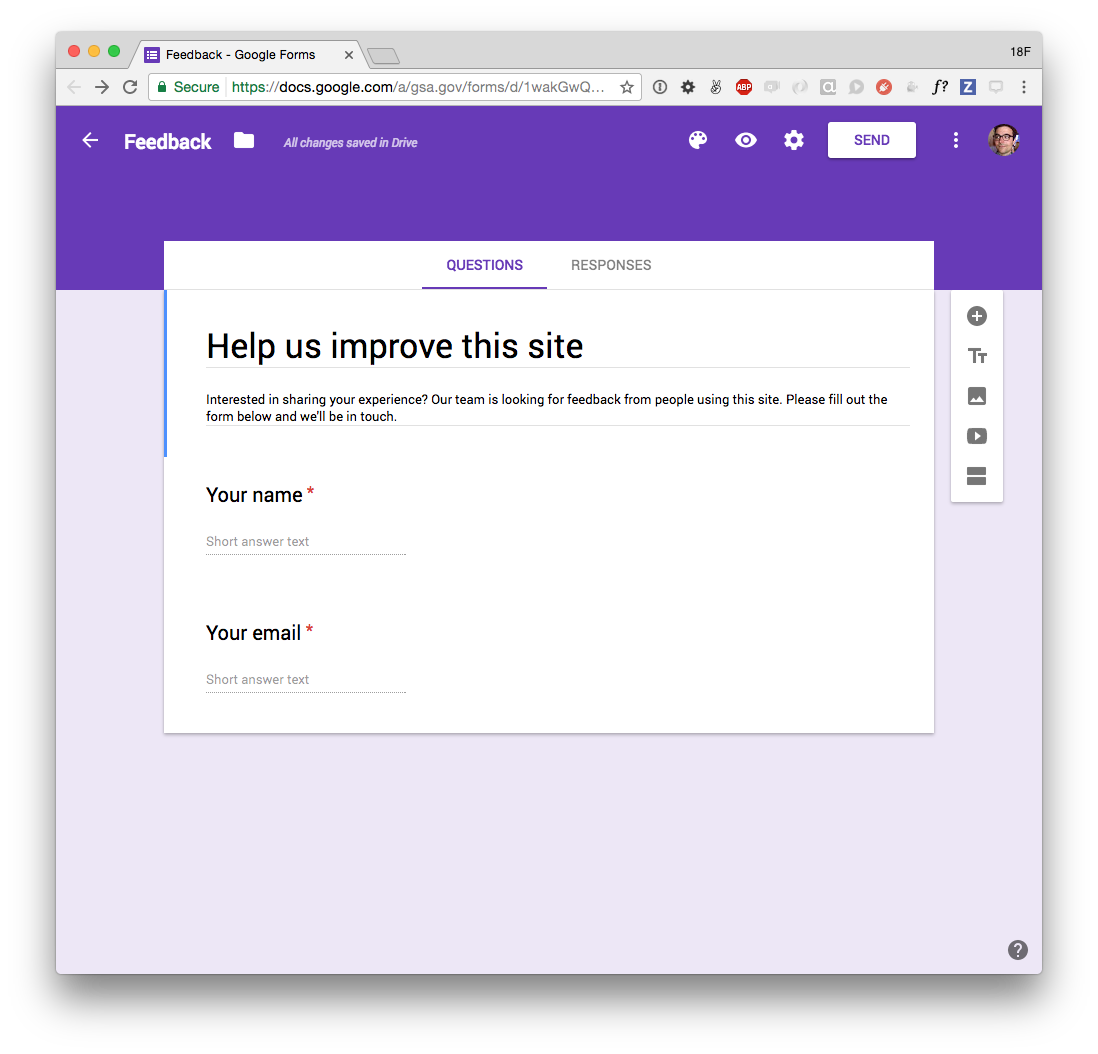 Feedback - Google Forms
18F
Secure https://docs.google.com/a/gsa.gov/forms/d/1wakGwQ...
ABP
f?
Z
Feedback
All changes saved in Drive
SEND
QUESTIONS
RESPONSES
Help us improve this site
Interested in sharing your experience? Our team is looking for feedback from people using this site. Please fill out the
form below and we'll be in touch.
Your name *
Short answer text
Your email *
Short answer text